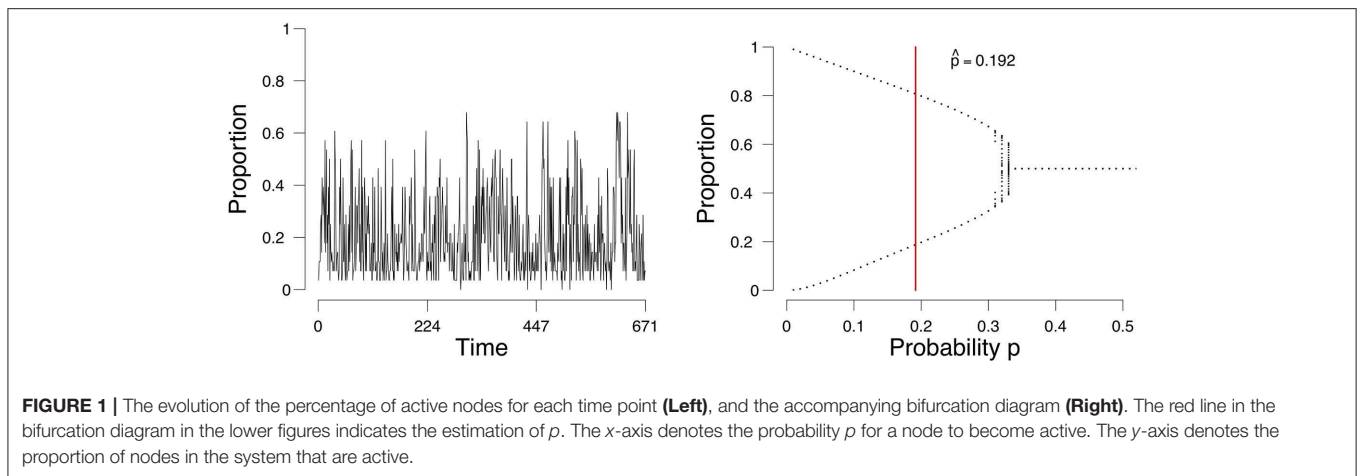 1
0.8
0.6
0.4
0.2
0
Proportion
0
224
447
671
Time
1
0.8
0.6
0.4
0.2
0
Proportion
p̂ = 0.192
0
0.1
0.2
0.3
0.4
0.5
Probability p
FIGURE 1 | The evolution of the percentage of active nodes for each time point (Left), and the accompanying bifurcation diagram (Right). The red line in the
bifurcation diagram in the lower figures indicates the estimation of p. The x-axis denotes the probability p for a node to become active. The y-axis denotes the
proportion of nodes in the system that are active.